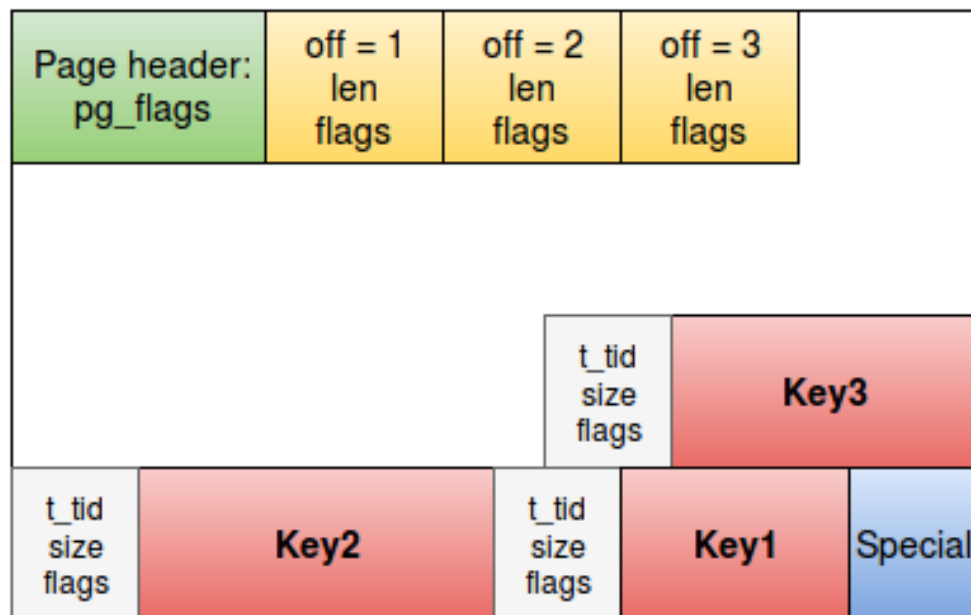 Page header:
pg_flags
off = 1
len
flags
off = 2
len
flags
off = 3
len
flags
t_tid
size
flags
Key3
t_tid
size
flags
Key2
t_tid
size
flags
Key1
Special